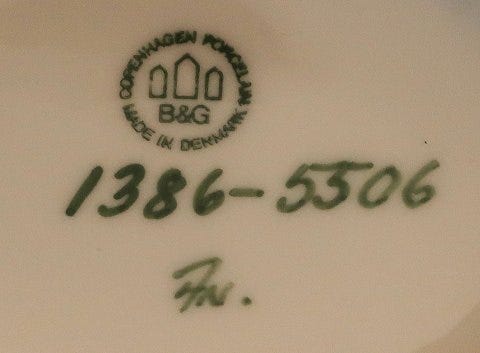 COPENHAGEN PORCELAIN
B&G
MADE IN DENMARK
1386-5506